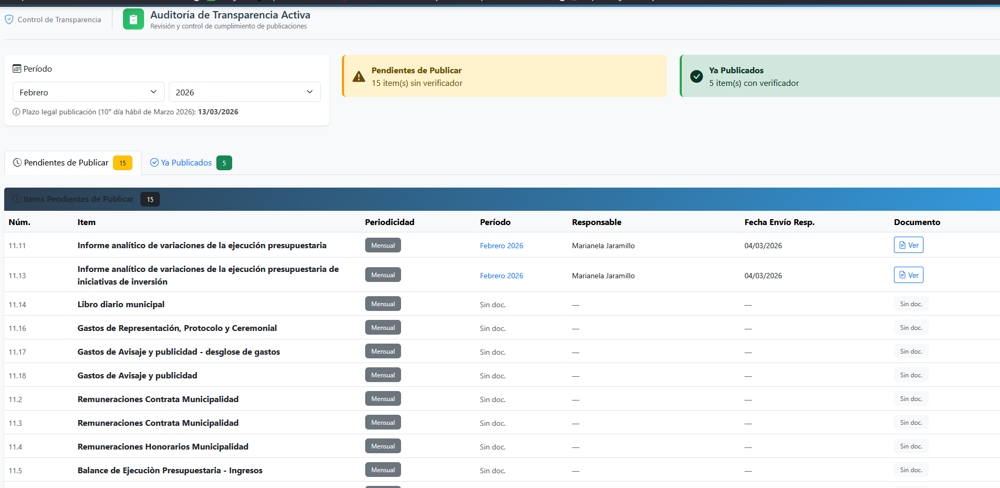 Control de Transparencia
Auditoría de Transparencia Activa
Revisión y control de cumplimiento de publicaciones
Período
Febrero 2026
Plazo legal publicación (10° día hábil de Marzo 2026): 13/03/2026
Pendientes de Publicar
15 item(s) sin verificador
Ya Publicados
5 item(s) con verificador
Pendientes de Publicar 15 Ya Publicados 5
Items Pendientes de Publicar 15
Núm. Item Periodicidad Período Responsable Fecha Envío Resp. Documento
11.11 Informe analítico de variaciones de la ejecución presupuestaria Mensual Febrero 2026 Marianela Jaramillo 04/03/2026 Ver
11.13 Informe analítico de variaciones de la ejecución presupuestaria de iniciativas de inversión Mensual Febrero 2026 Marianela Jaramillo 04/03/2026 Ver
11.14 Libro diario municipal Mensual Sin doc. — — Sin doc.
11.16 Gastos de Representación, Protocolo y Ceremonial Mensual Sin doc. — — Sin doc.
11.17 Gastos de Avisaje y publicidad - desglose de gastos Mensual Sin doc. — — Sin doc.
11.18 Gastos de Avisaje y publicidad Mensual Sin doc. — — Sin doc.
11.2 Remuneraciones Contrata Municipalidad Mensual Sin doc. — — Sin doc.
11.3 Remuneraciones Contrata Municipalidad Mensual Sin doc. — — Sin doc.
11.4 Remuneraciones Honorarios Municipalidad Mensual Sin doc. — — Sin doc.
11.5 Balance de Ejecuciòn Presupuestaria - Ingresos Mensual Sin doc. — — Sin doc.